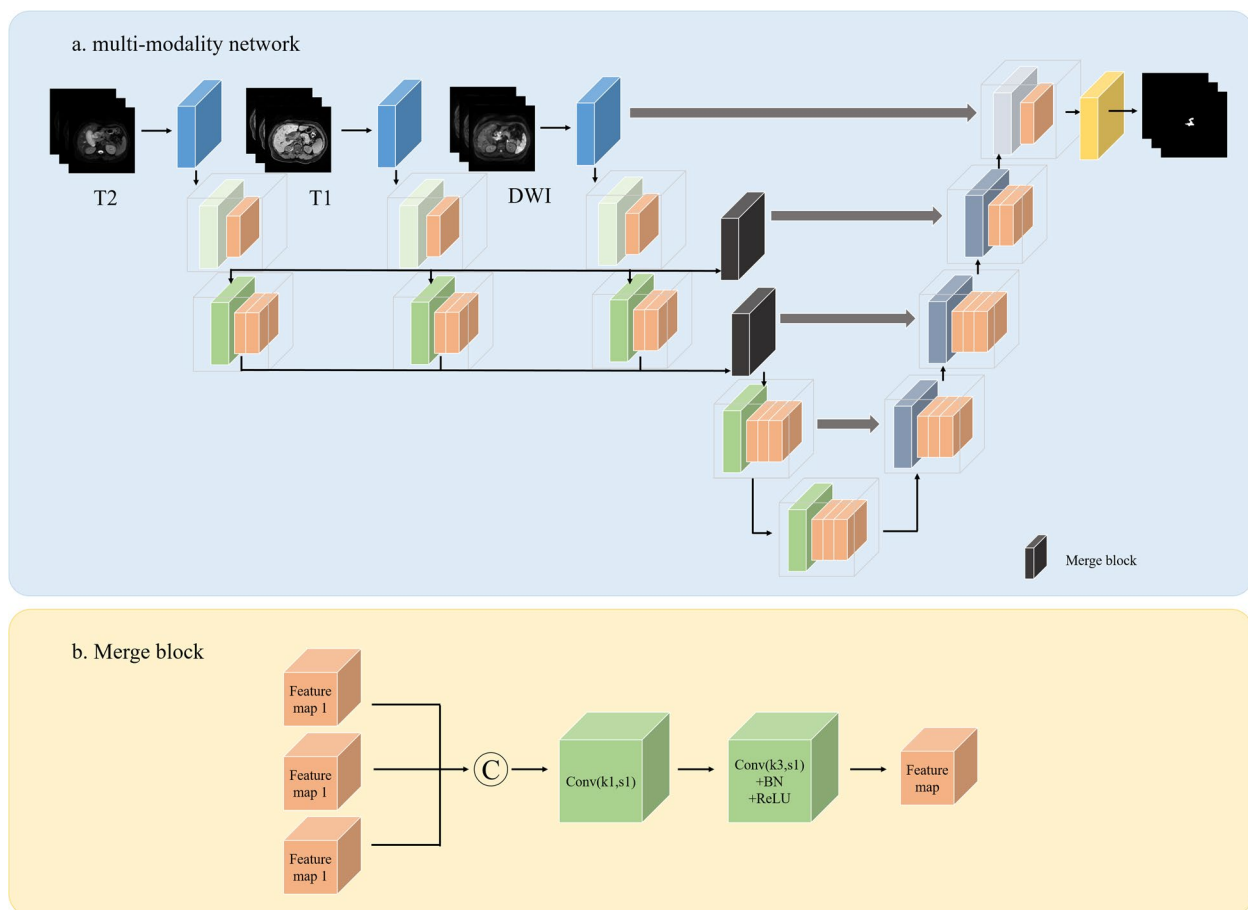 a. multi-modality network
T2
T1
DWI
Merge block
b. Merge block
Feature
map 1
Feature
map 1
Feature
map 1
C
Conv(k1,s1)
Conv(k3,s1)
+BN
+ReLU
Feature
map